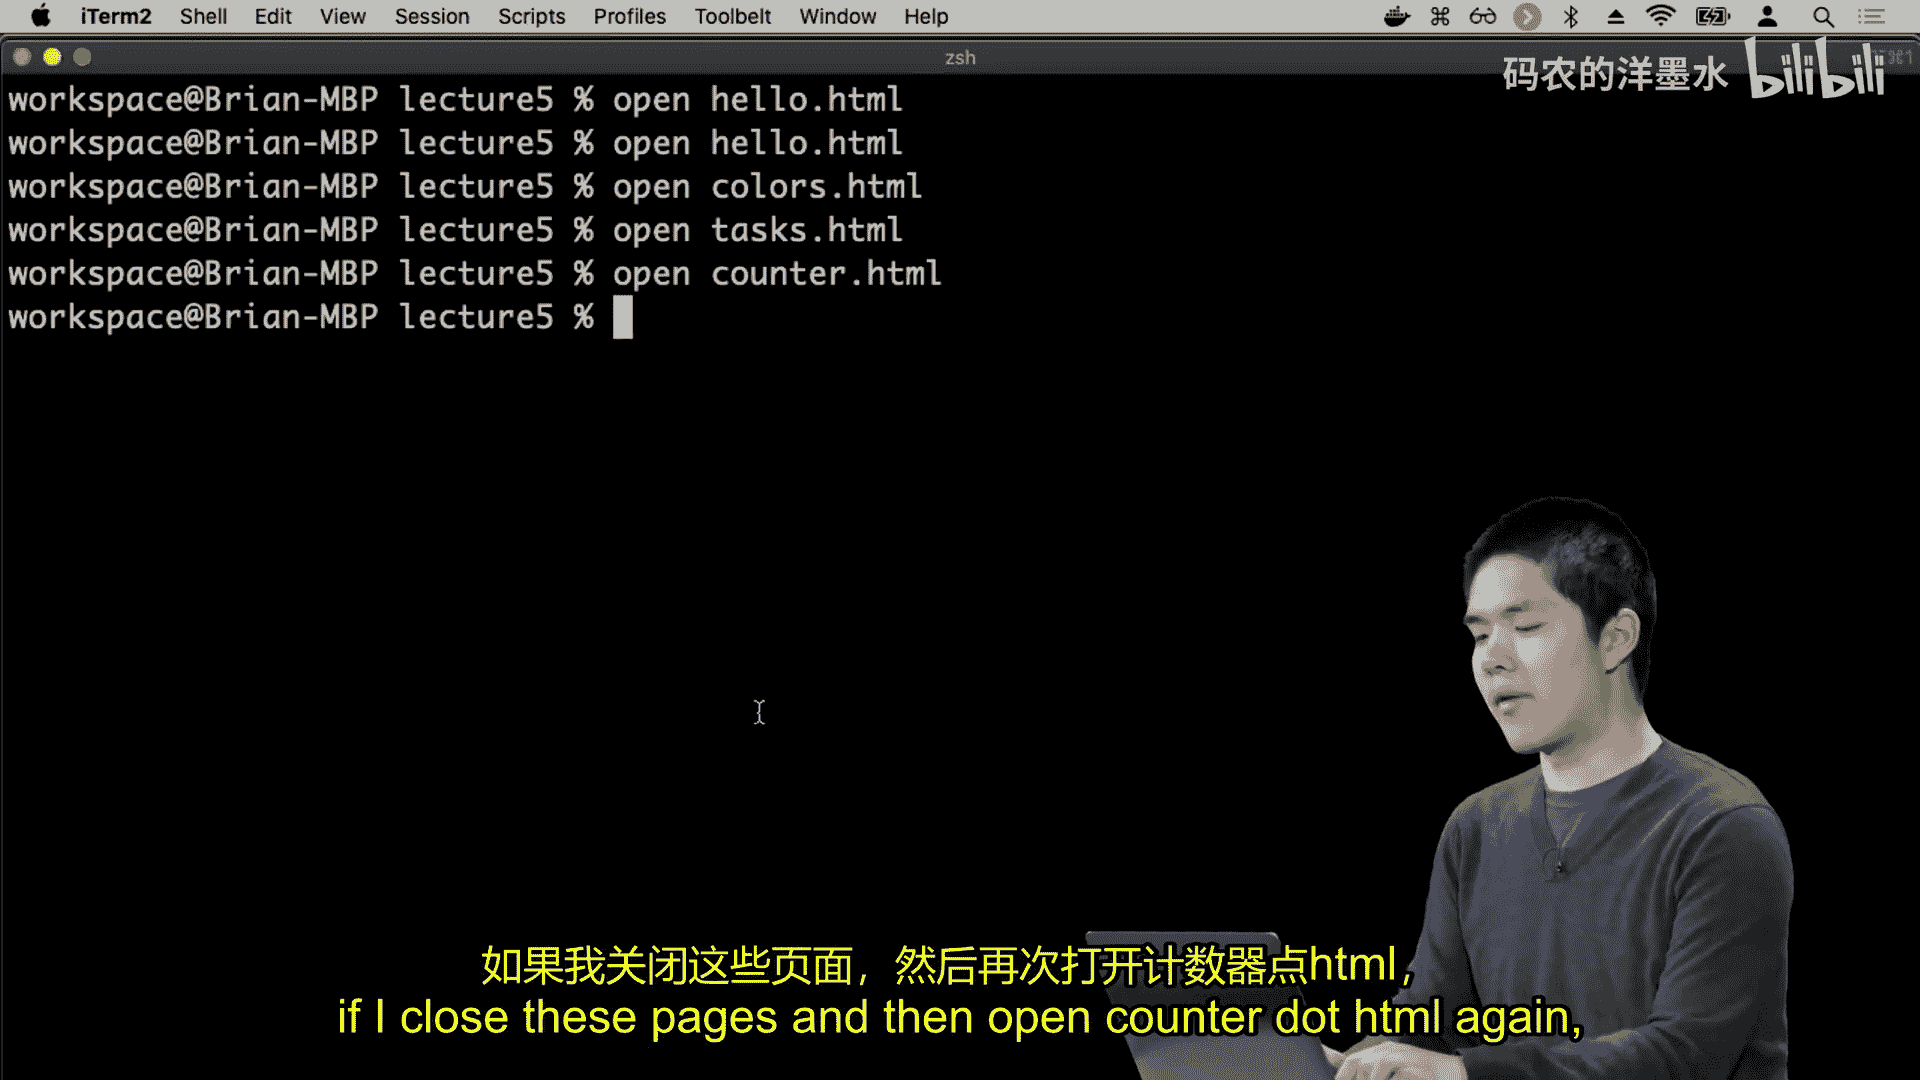 iTerm2 Shell Edit View Session Scripts Profiles Toolbelt Window Help
zsh
码农的洋墨水 bilibili
workspace@Brian-MBP lecture5 % open hello.html
workspace@Brian-MBP lecture5 % open hello.html
workspace@Brian-MBP lecture5 % open colors.html
workspace@Brian-MBP lecture5 % open tasks.html
workspace@Brian-MBP lecture5 % open counter.html
workspace@Brian-MBP lecture5 %
如果我关闭这些页面，然后再次打开计数器点html，
if I close these pages and then open counter dot html again,